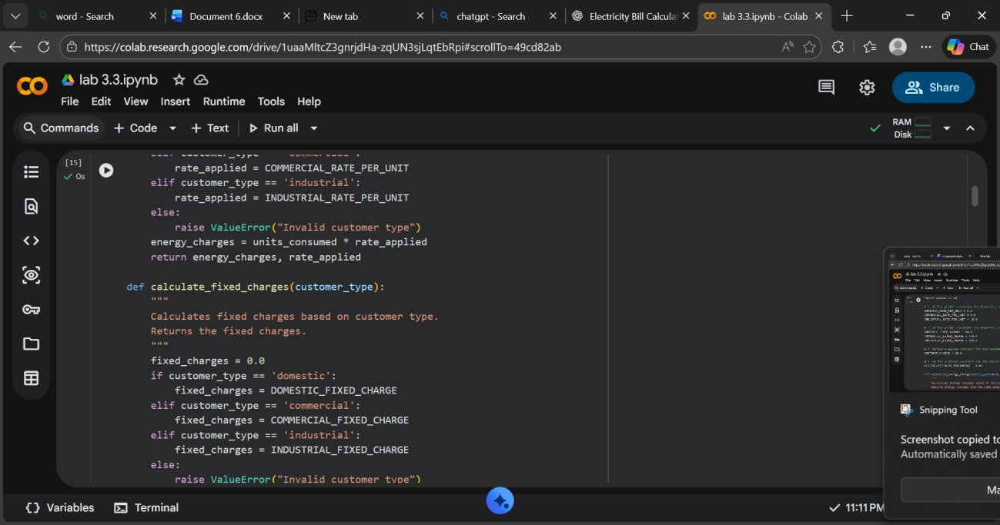 word - Search
Document 6.docx
New tab
chatgpt - Search
Electricity Bill Calculat
lab 3.3.ipynb - Colab
https://colab.research.google.com/drive/1uaaMltcZ3gnrjdHa-zqUN3sjLqtEbRpi#scrollTo=49cd82ab
Chat
lab 3.3.ipynb
File Edit View Insert Runtime Tools Help
Share
Commands + Code + Text Run all
RAM
Disk
[15]
0s
rate_applied = COMMERCIAL_RATE_PER_UNIT
elif customer_type == 'industrial':
rate_applied = INDUSTRIAL_RATE_PER_UNIT
else:
raise ValueError("Invalid customer type")
energy_charges = units_consumed * rate_applied
return energy_charges, rate_applied
def calculate_fixed_charges(customer_type):
"""
Calculates fixed charges based on customer type.
Returns the fixed charges.
"""
fixed_charges = 0.0
if customer_type == 'domestic':
fixed_charges = DOMESTIC_FIXED_CHARGE
elif customer_type == 'commercial':
fixed_charges = COMMERCIAL_FIXED_CHARGE
elif customer_type == 'industrial':
fixed_charges = INDUSTRIAL_FIXED_CHARGE
else:
raise ValueError("Invalid customer type")
Snipping Tool
Screenshot copied to
Automatically saved
Ma
{} Variables
Terminal
11:11 PM